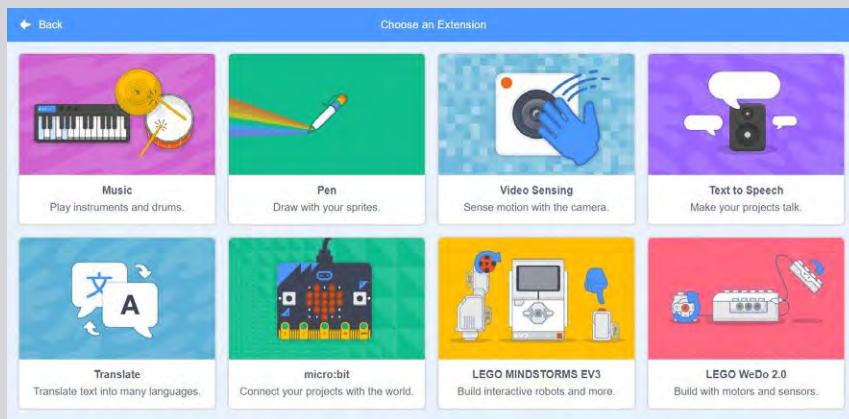 Back
Choose an Extension
Music
Play instruments and drums.
Pen
Draw with your sprites.
Video Sensing
Sense motion with the camera.
Text to Speech
Make your projects talk.
文
A
Translate
Translate text into many languages.
micro:bit
Connect your projects with the world.
LEGO MINDSTORMS EV3
Build interactive robots and more.
LEGO WeDo 2.0
Build with motors and sensors.